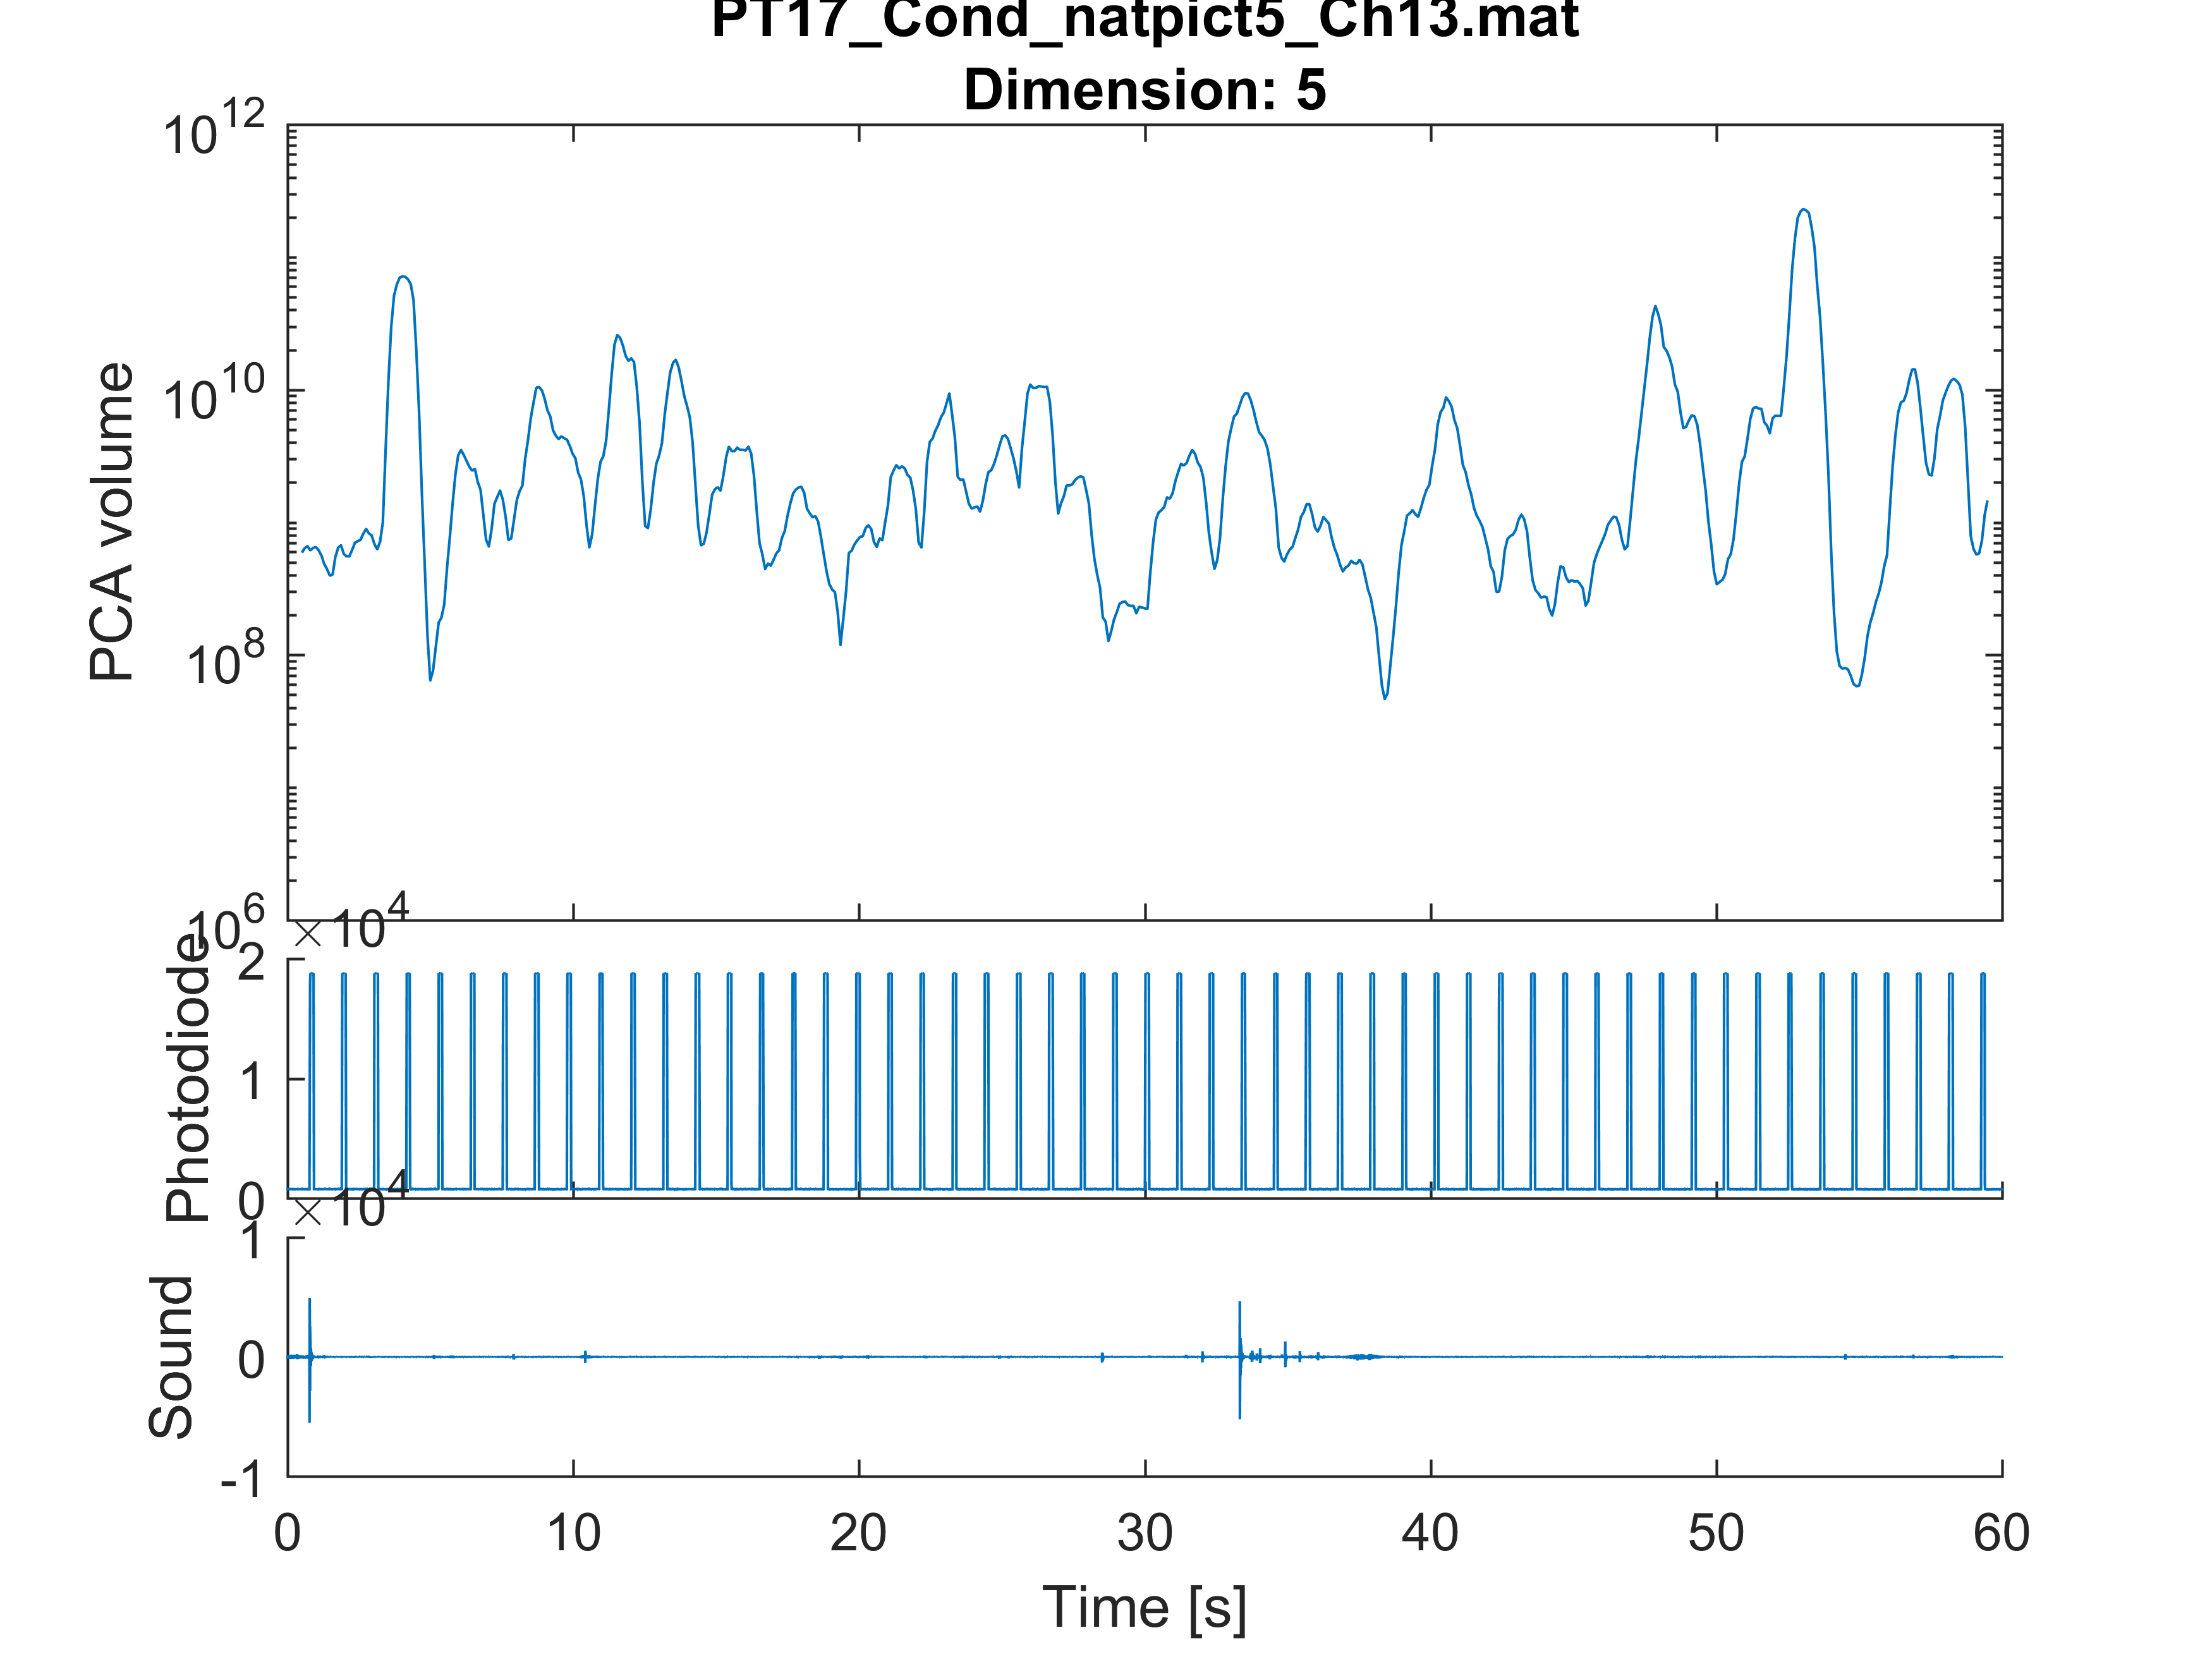 PT17_Cond_natpict5_Ch13.mat
Dimension: 5
10^12
10^10
10^8
10^6
PCA volume
×10^4
2
1
0
Photodiode
×10^4
1
0
-1
Sound
0 10 20 30 40 50 60
Time [s]